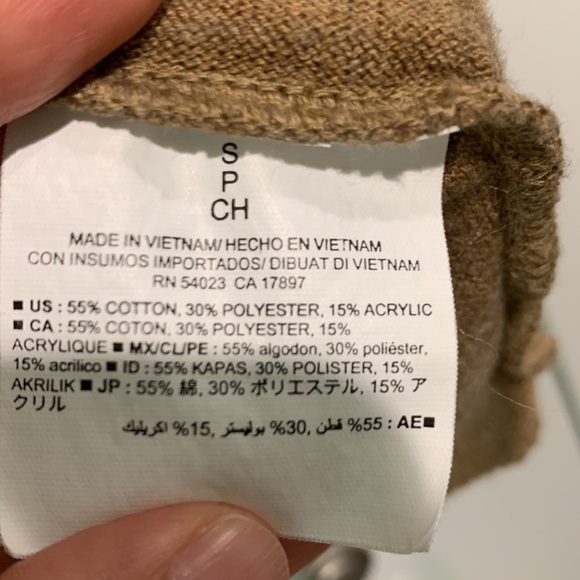 S
P
CH
MADE IN VIETNAM/ HECHO EN VIETNAM
CON INSUMOS IMPORTADOS/ DIBUAT DI VIETNAM
RN 54023 CA 17897
■ US : 55% COTTON, 30% POLYESTER, 15% ACRYLIC
■ CA : 55% COTON, 30% POLYESTER, 15%
ACRYLIQUE ■ MX/CL/PE : 55% algodon, 30% poliéster,
15% acrilico ■ ID : 55% KAPAS, 30% POLISTER, 15%
AKRILIK ■ JP : 55% 綿, 30% ポリエステル, 15% ア
クリル
■AE : 55% قطن, 30% بوليستر, 15% اكريليك